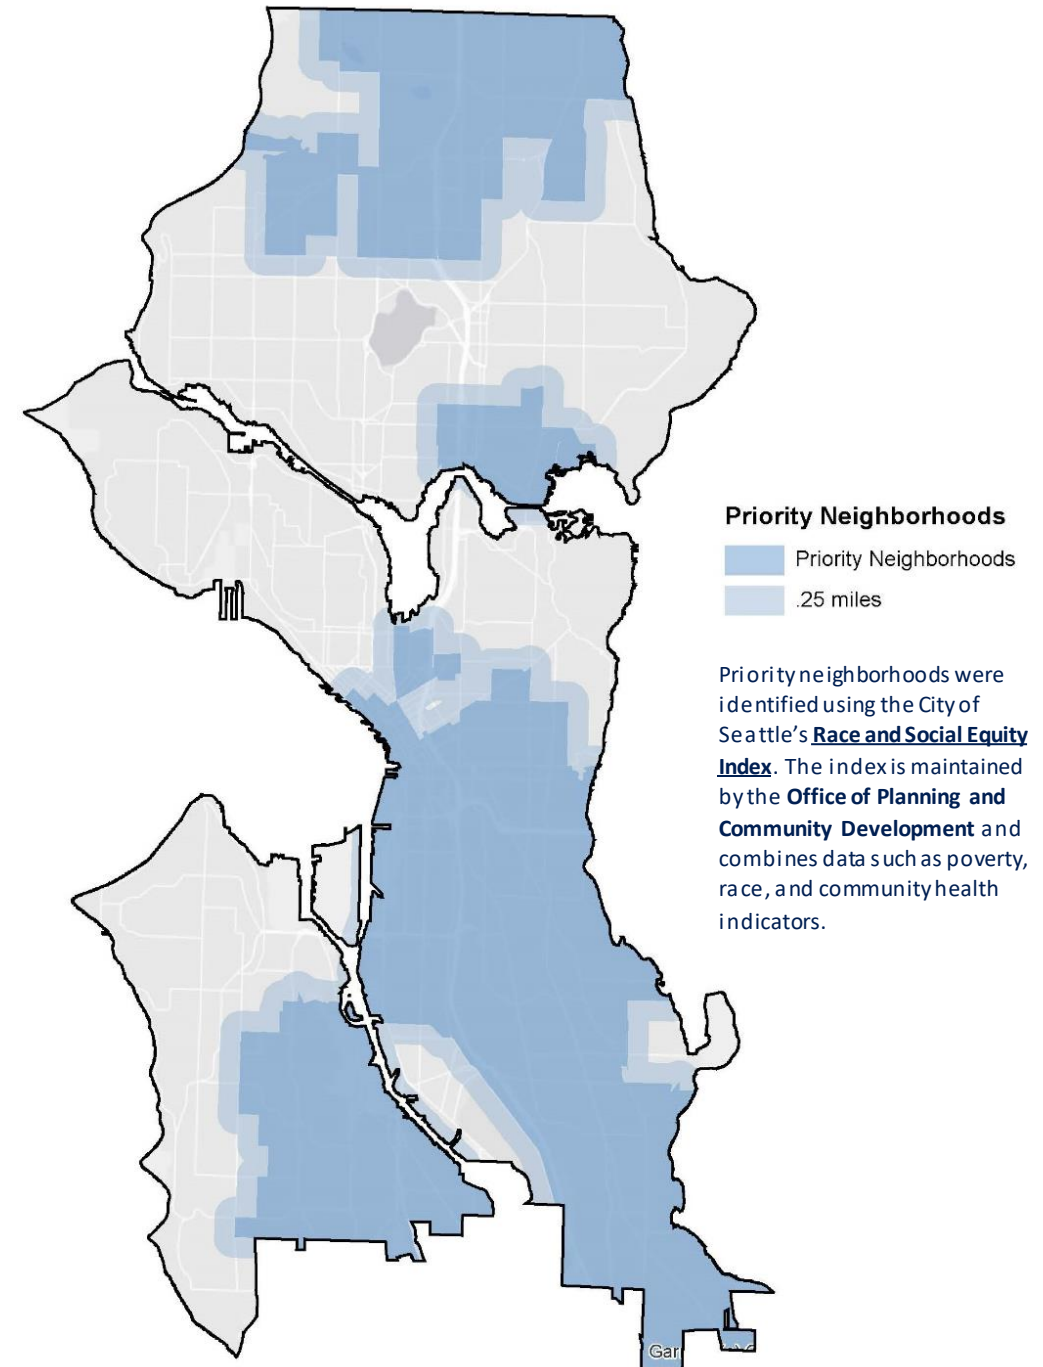 Priority Neighborhoods
Priority Neighborhoods
.25 miles
Priority neighborhoods were
identified using the City of
Seattle’s Race and Social Equity
Index. The index is maintained
by the Office of Planning and
Community Development and
combines data such as poverty,
race, and community health
indicators.
Gar